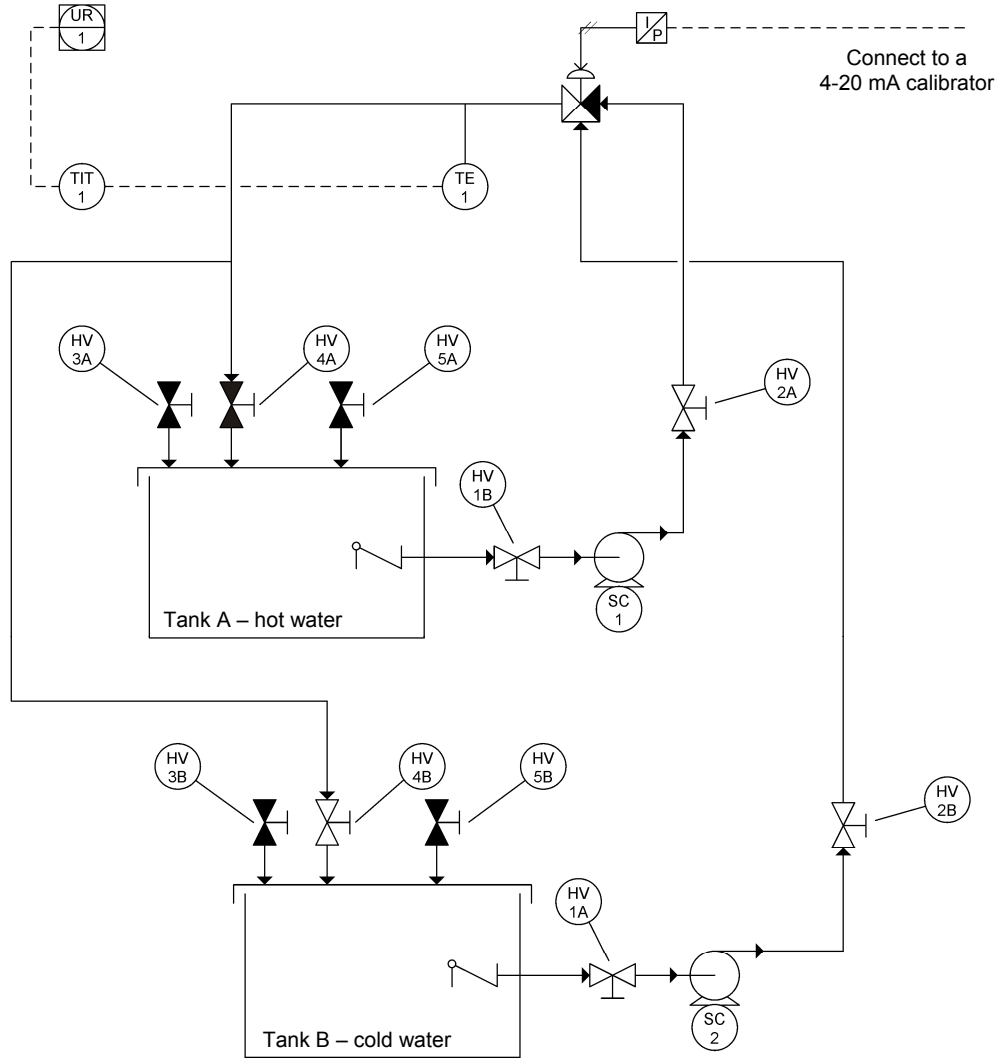 UR
1
I
P
Connect to a
4-20 mA calibrator
TIT
1
TE
1
HV
3A
HV
4A
HV
5A
HV
2A
HV
1B
SC
1
Tank A – hot water
HV
3B
HV
4B
HV
5B
HV
2B
HV
1A
SC
2
Tank B – cold water